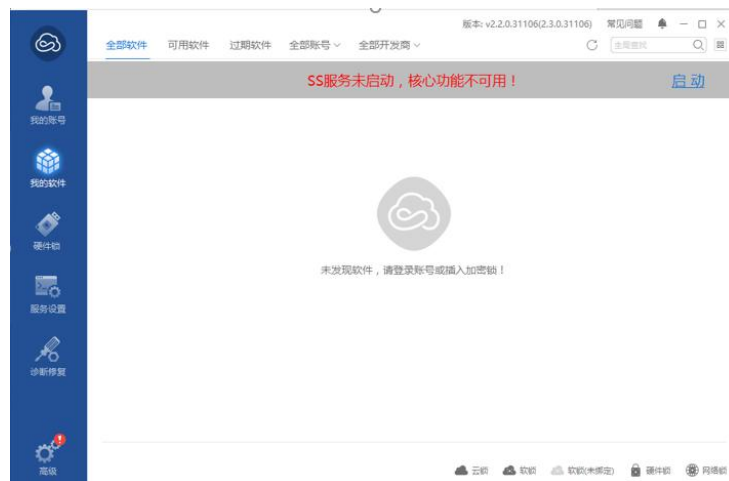 版本: v2.2.0.31106(2.3.0.31106) 常见问题
全部软件 可用软件 过期软件 全部账号 全部开发商
SS服务未启动，核心功能不可用！ 启动
我的账号
我的软件
未发现软件，请登录账号或插入加密锁！
硬件锁
服务设置
诊断修复
高级
云锁 软锁 软锁(未绑定) 硬件锁 网络锁